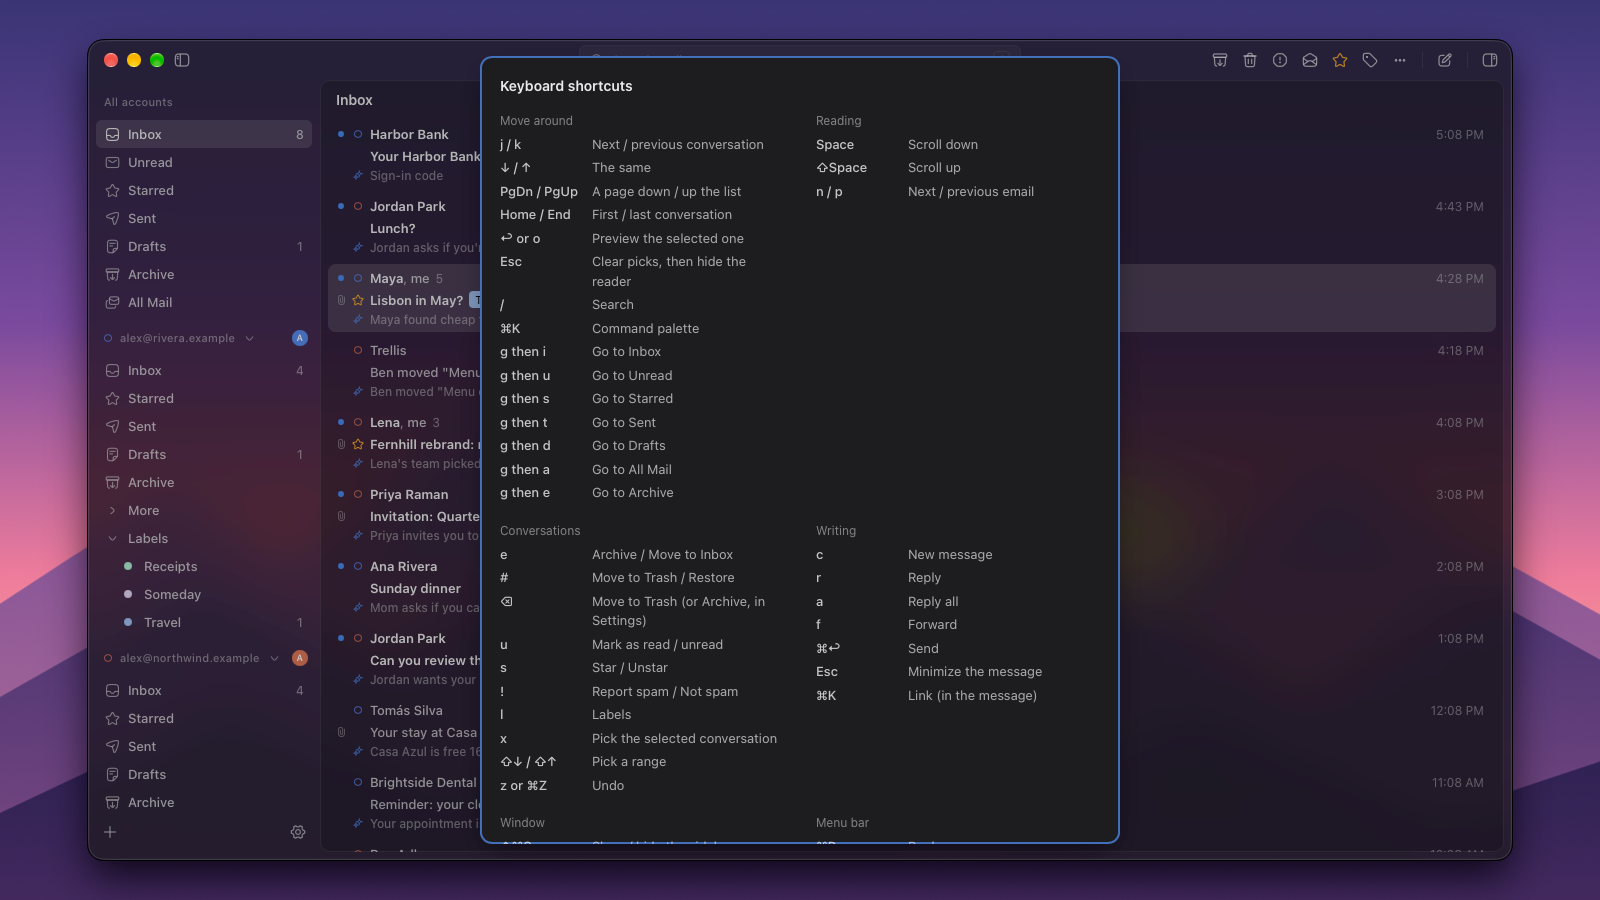 All accounts
Inbox 8
Unread
Starred
Sent
Drafts 1
Archive
All Mail
alex@rivera.example A
Inbox 4
Starred
Sent
Drafts 1
Archive
More
Labels
Receipts
Someday
Travel 1
alex@northwind.example A
Inbox 4
Starred
Sent
Drafts
Archive
Inbox
Harbor Bank 5:08 PM
Your Harbor Bank
Sign-in code
Jordan Park 4:43 PM
Lunch?
Jordan asks if
Maya, me 5 4:28 PM
Lisbon in May?
Maya found cheap
Trellis 4:18 PM
Ben moved "Menu
Ben moved "Menu
Lena, me 3 4:08 PM
Fernhill rebrand:
Lena's team picked
Priya Raman 3:08 PM
Invitation:
Priya invites you to
Ana Rivera 2:08 PM
Sunday dinner
Mom asks if you
Jordan Park 1:08 PM
Can you review
Jordan wants your
Tomás Silva 12:08 PM
Your stay at Casa
Casa Azul is free
Brightside Dental 11:08 AM
Reminder: your
Your appointment
Keyboard shortcuts
Move around
j / k Next / previous conversation
↓ / ↑ The same
PgDn / PgUp A page down / up the list
Home / End First / last conversation
↩ or o Preview the selected one
Esc Clear picks, then hide the
reader
/ Search
⌘K Command palette
g then i Go to Inbox
g then u Go to Unread
g then s Go to Starred
g then t Go to Sent
g then d Go to Drafts
g then a Go to All Mail
g then e Go to Archive
Reading
Space Scroll down
⇧Space Scroll up
n / p Next / previous email
Conversations
e Archive / Move to Inbox
# Move to Trash / Restore
⌫ Move to Trash (or Archive, in
Settings)
u Mark as read / unread
s Star / Unstar
! Report spam / Not spam
l Labels
x Pick the selected conversation
⇧↓ / ⇧↑ Pick a range
z or ⌘Z Undo
Writing
c New message
r Reply
a Reply all
f Forward
⌘↩ Send
Esc Minimize the message
⌘K Link (in the message)
Window
Menu bar